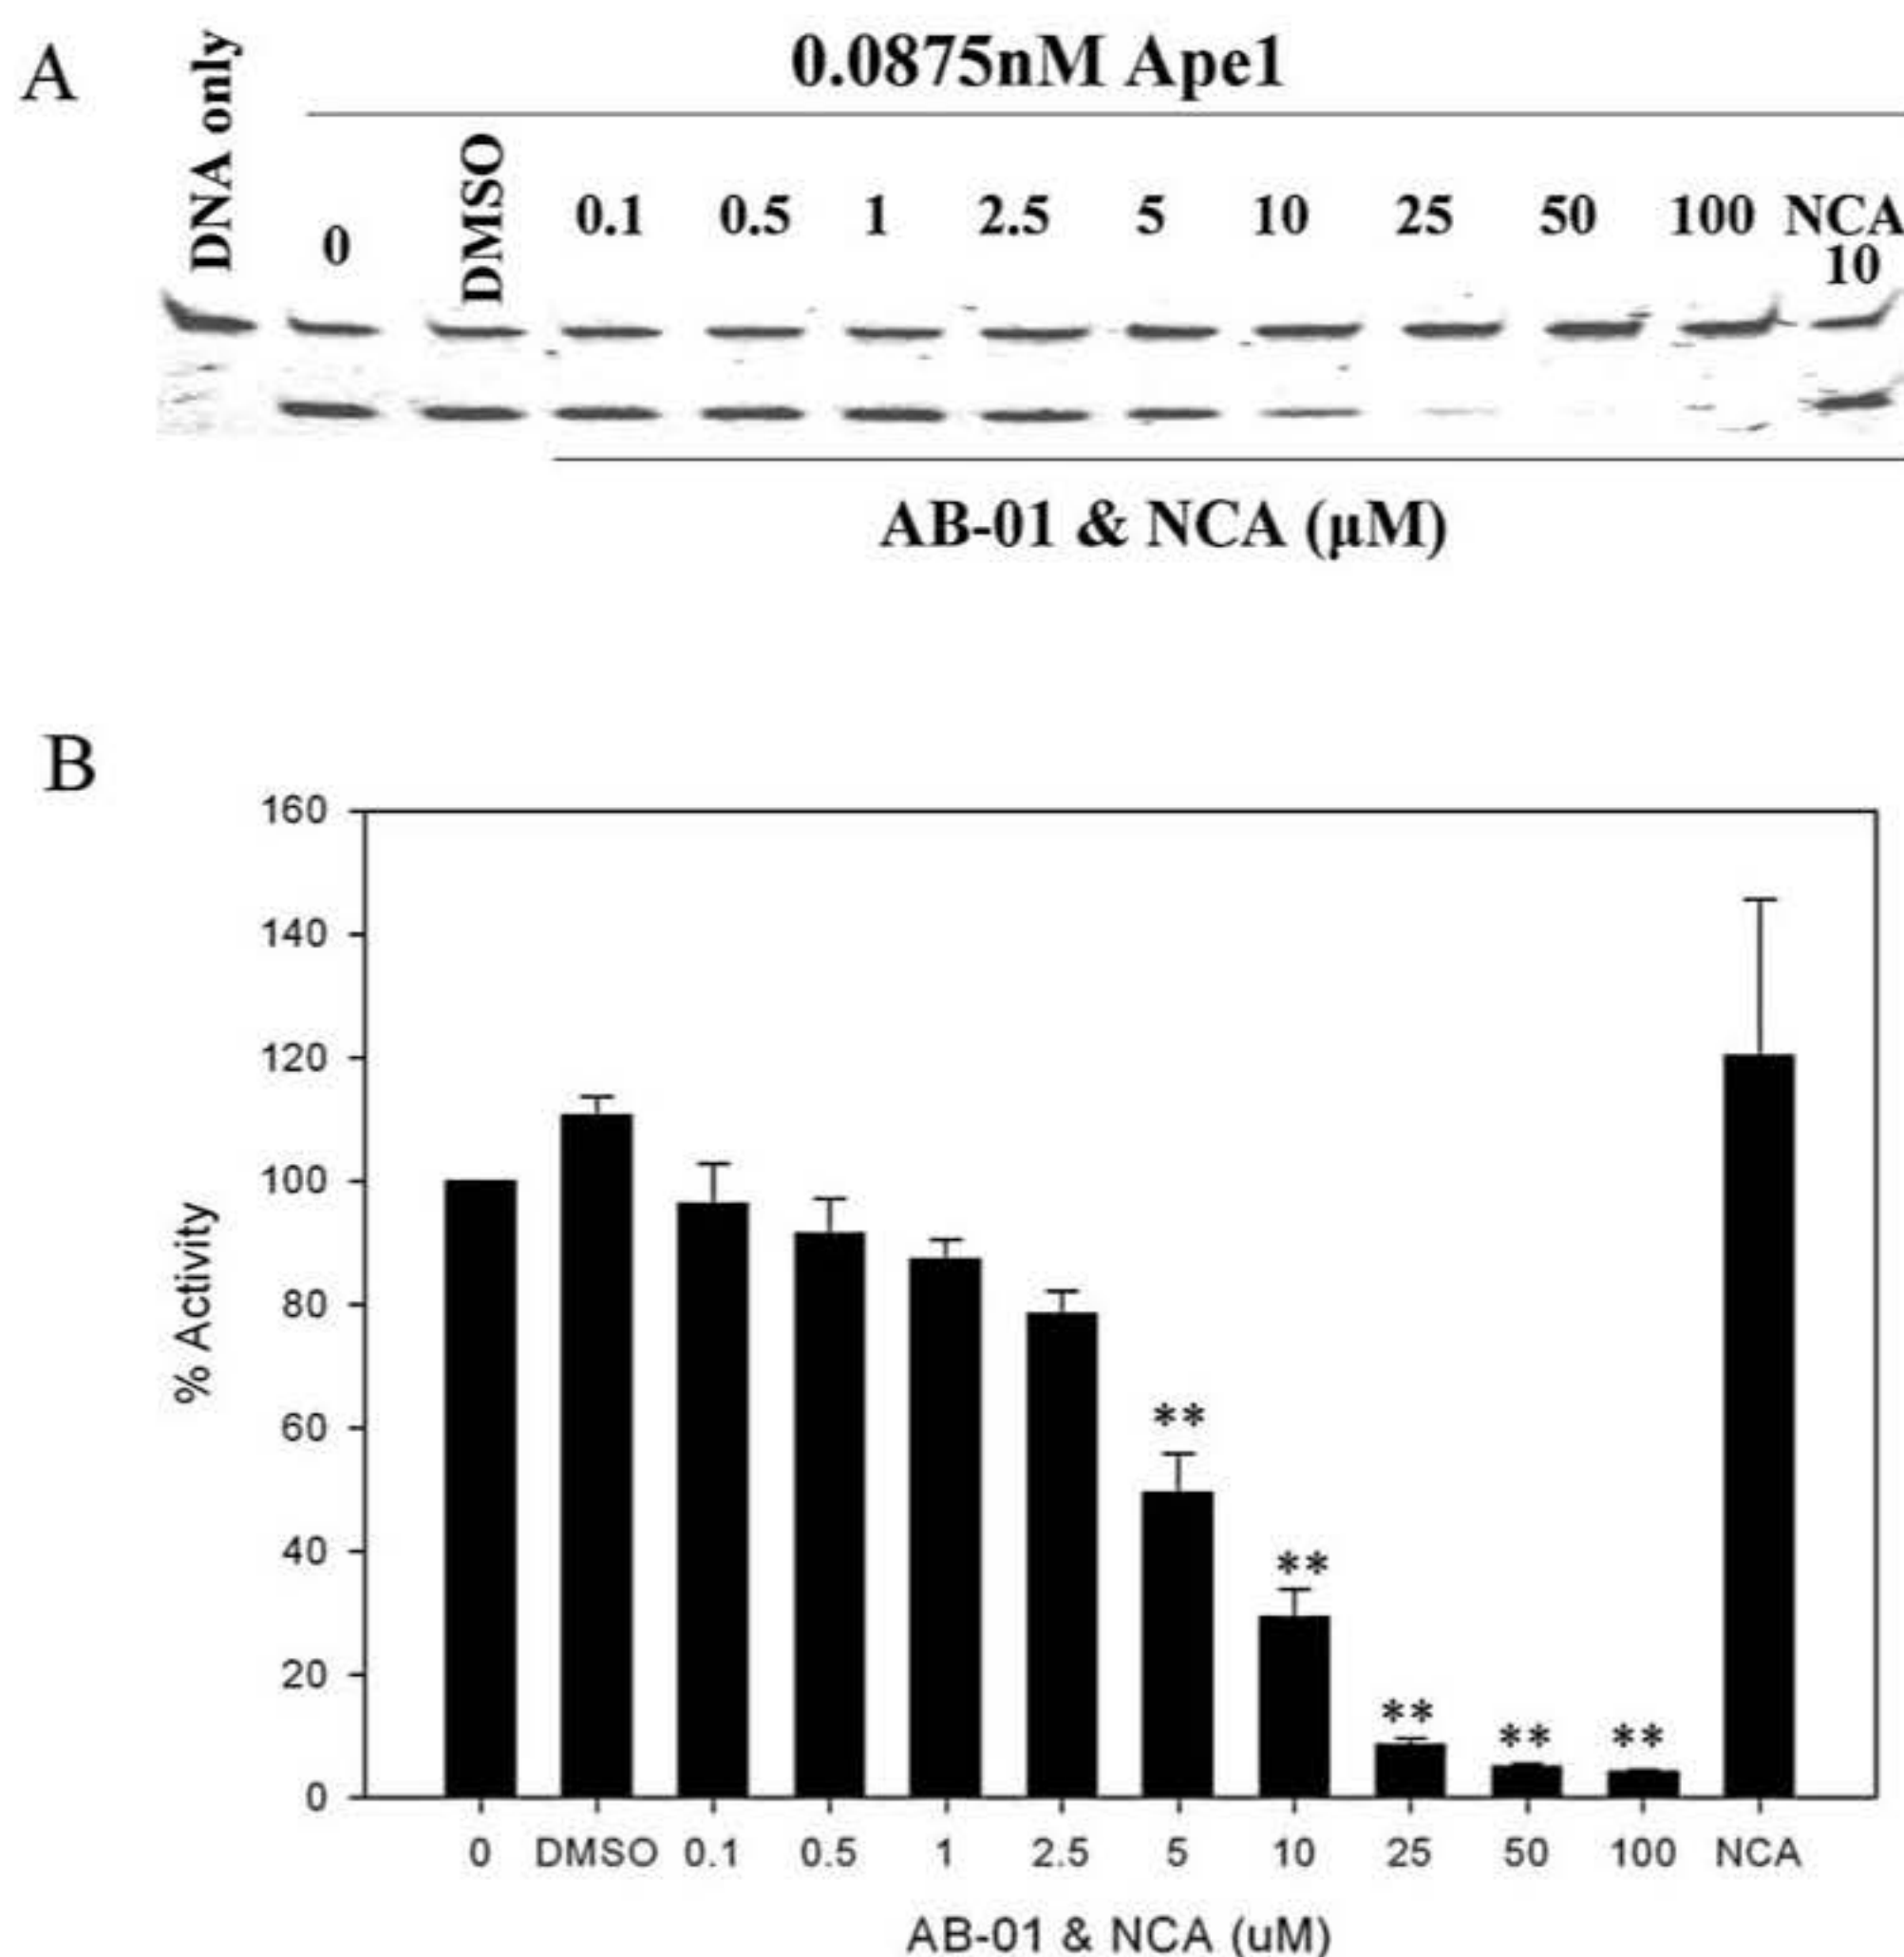 A
DNA only
0.0875nM Ape1
0
DMSO
0.1 0.5 1 2.5 5 10 25 50 100 NCA
10
AB-01 & NCA (μM)
B
160
140
120
100
80
60
40
20
0
% Activity
** ** ** ** **
0 DMSO 0.1 0.5 1 2.5 5 10 25 50 100 NCA
AB-01 & NCA (uM)